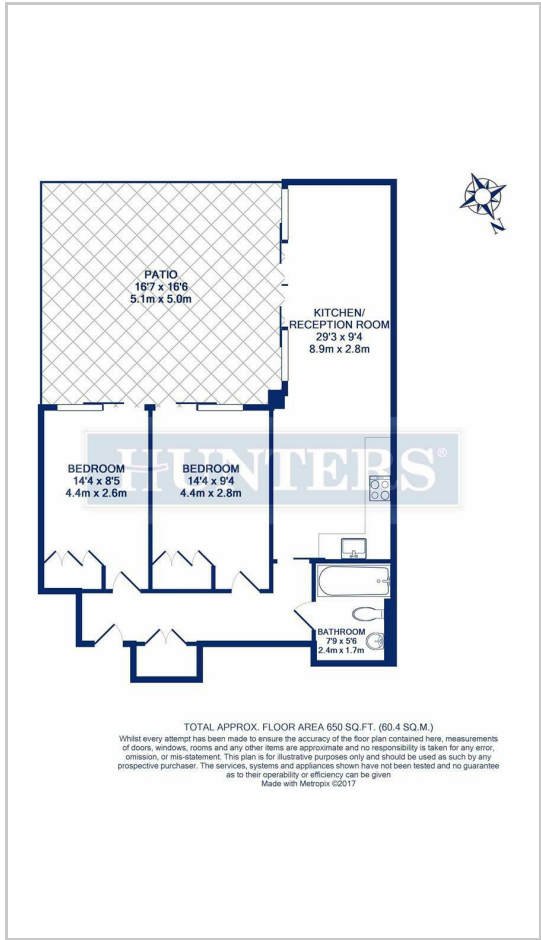 N
PATIO
16'7 x 16'6
5.1m x 5.0m
KITCHEN/
RECEPTION ROOM
29'3 x 9'4
8.9m x 2.8m
HUNTERS®
BEDROOM
14'4 x 8'5
4.4m x 2.6m
BEDROOM
14'4 x 9'4
4.4m x 2.8m
BATHROOM
7'9 x 5'6
2.4m x 1.7m
TOTAL APPROX. FLOOR AREA 650 SQ.FT. (60.4 SQ.M.)
Whilst every attempt has been made to ensure the accuracy of the floor plan contained here, measurements
of doors, windows, rooms and any other items are approximate and no responsibility is taken for any error,
omission, or mis-statement. This plan is for illustrative purposes only and should be used as such by any
prospective purchaser. The services, systems and appliances shown have not been tested and no guarantee
as to their operability or efficiency can be given
Made with Metropix ©2017